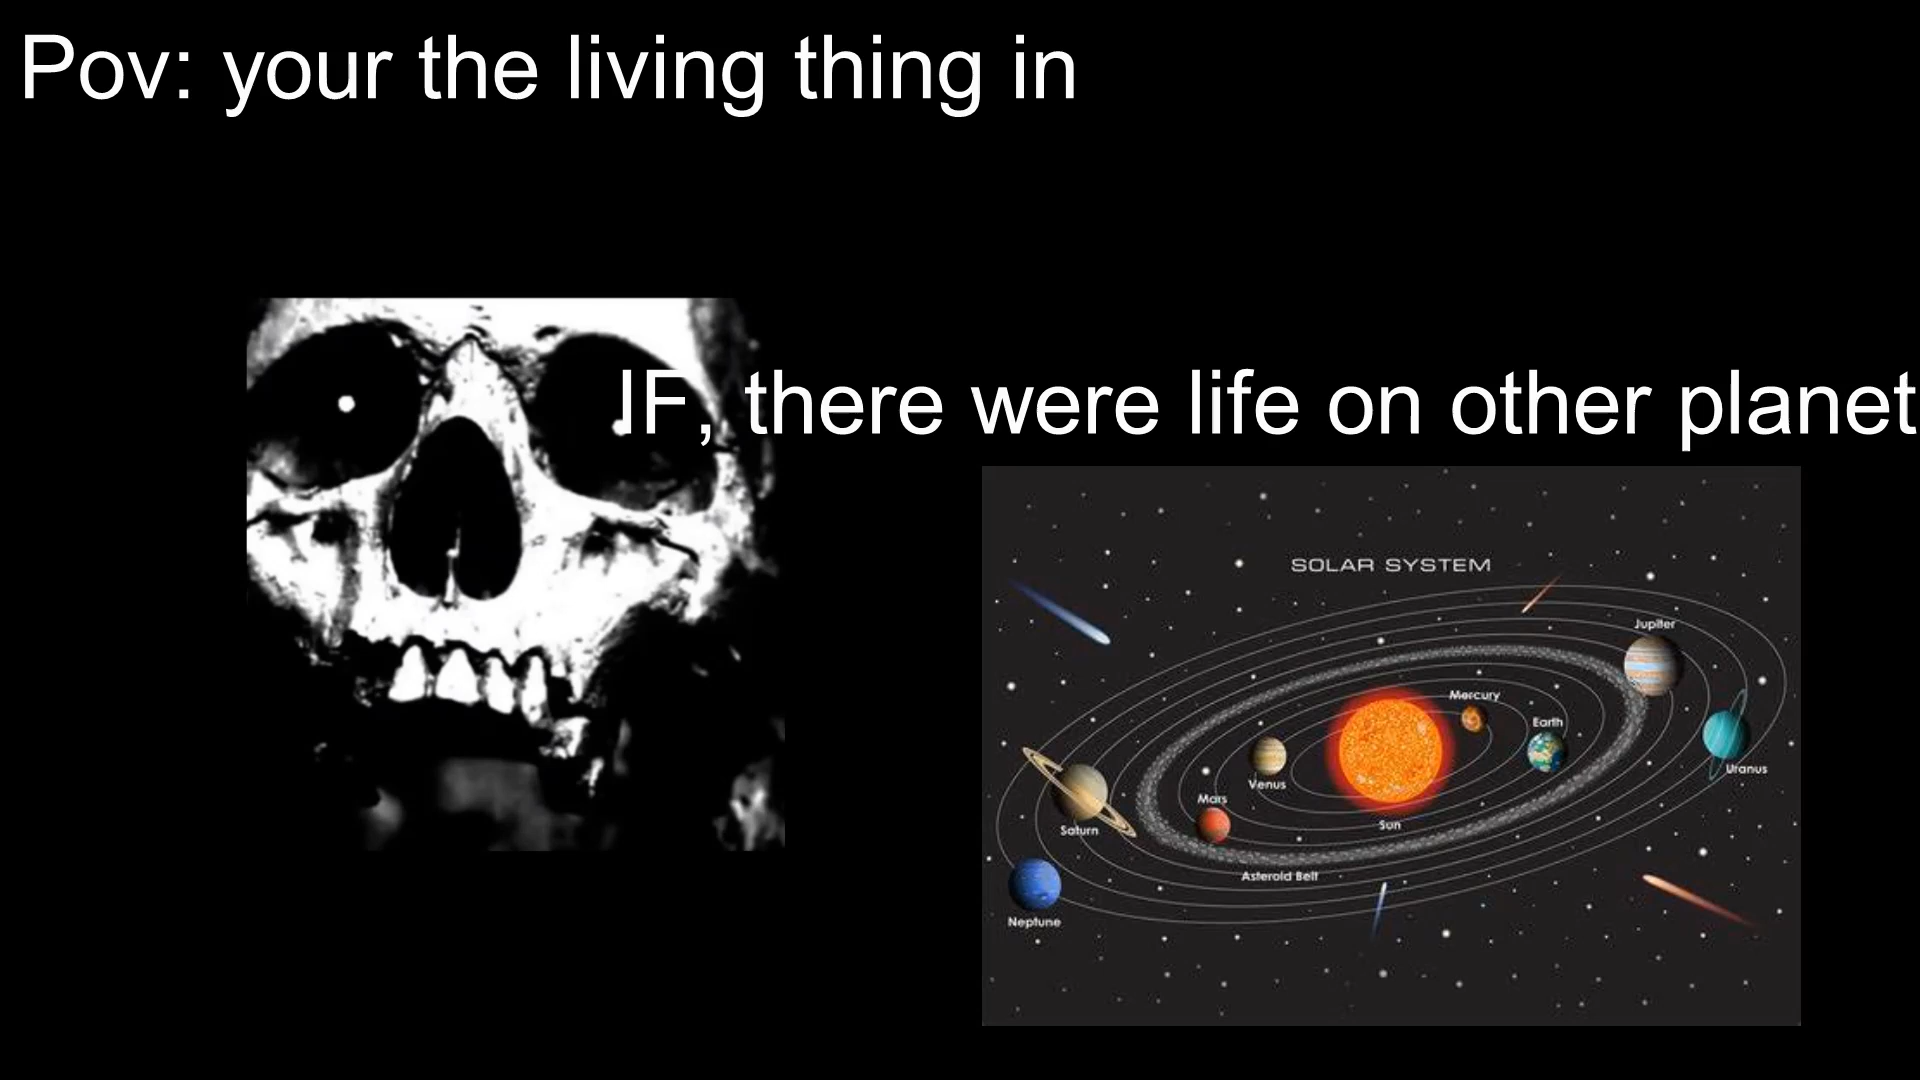 Pov: your the living thing in
IF, there were life on other planet
SOLAR SYSTEM
Jupiter
Mercury
Earth
Uranus
Venus
Mars
Sun
Saturn
Asteroid Belt
Neptune